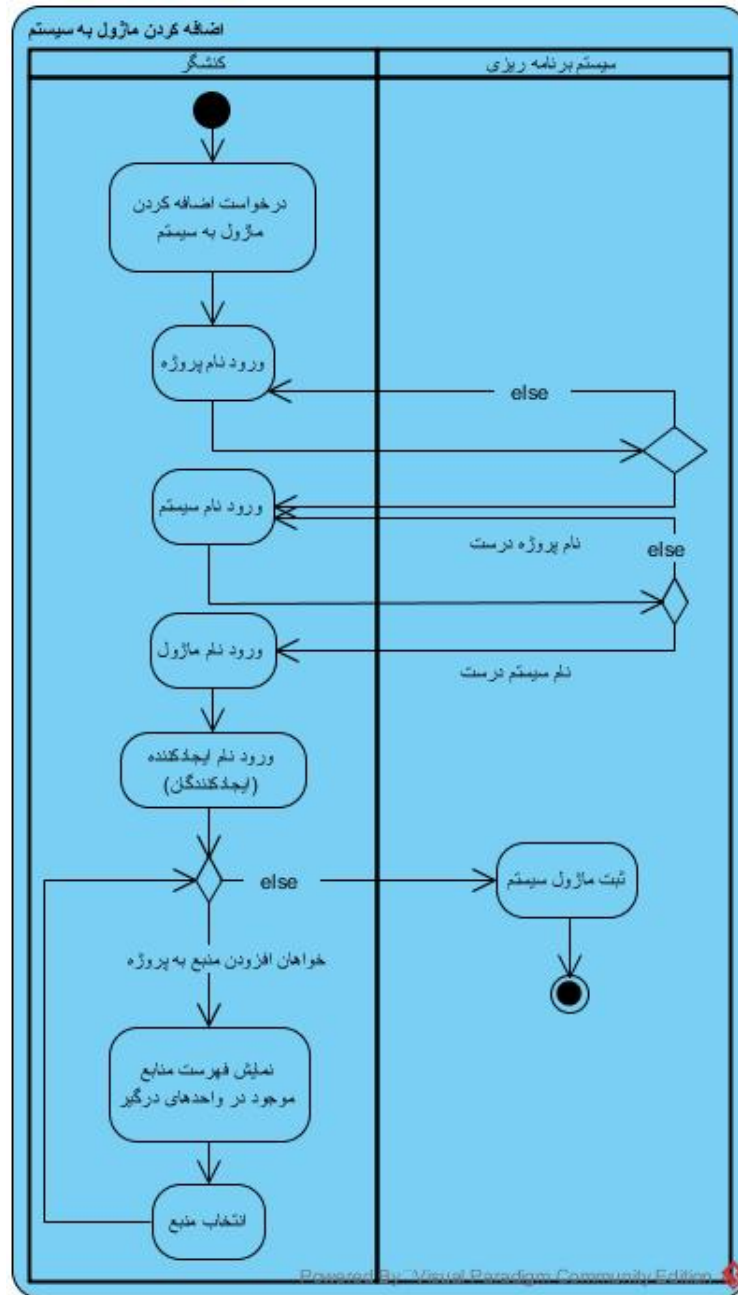 اضافه کردن ماژول به سیستم
کنشگر
سیستم برنامه ریزی
درخواست اضافه کردن
ماژول به سیستم
ورود نام پروژه
else
ورود نام سیستم
نام پروژه درست
else
ورود نام ماژول
نام سیستم درست
ورود نام ایجادکننده
(ایجادکنندگان)
else
ثبت ماژول سیستم
خواهان افزودن منبع به پروژه
نمایش فهرست منابع
موجود در واحدهای درگیر
انتخاب منبع
Powered By Visual Paradigm Community Edition